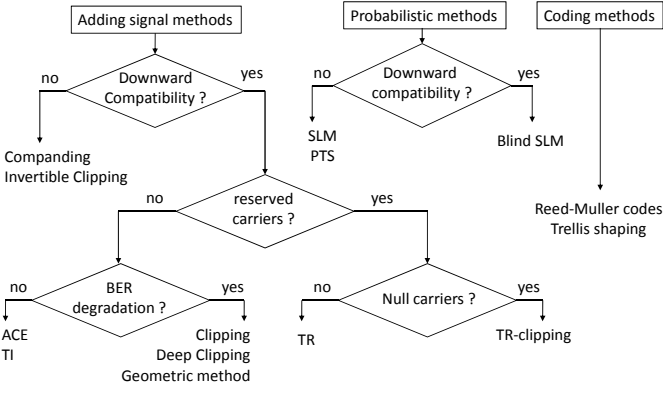 Adding signal methods
Probabilistic methods
Coding methods
no
Downward
Compatibility ?
yes
no
Downward
compatibility ?
yes
Companding
Invertible Clipping
SLM
PTS
Blind SLM
no
reserved
carriers ?
yes
Reed-Muller codes
Trellis shaping
no
BER
degradation ?
yes
no
Null carriers ?
yes
ACE
TI
Clipping
Deep Clipping
Geometric method
TR
TR-clipping